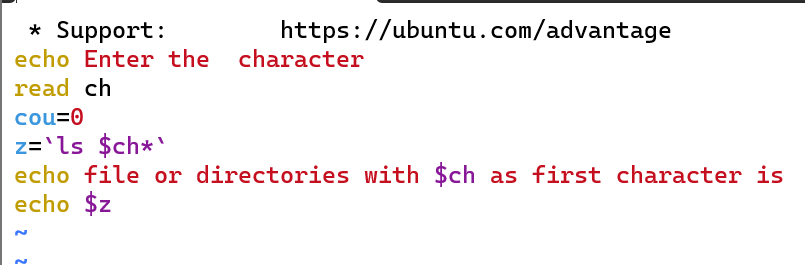 * Support:        https://ubuntu.com/advantage
echo Enter the  character
read ch
cou=0
z=`ls $ch*`
echo file or directories with $ch as first character is
echo $z
~
~